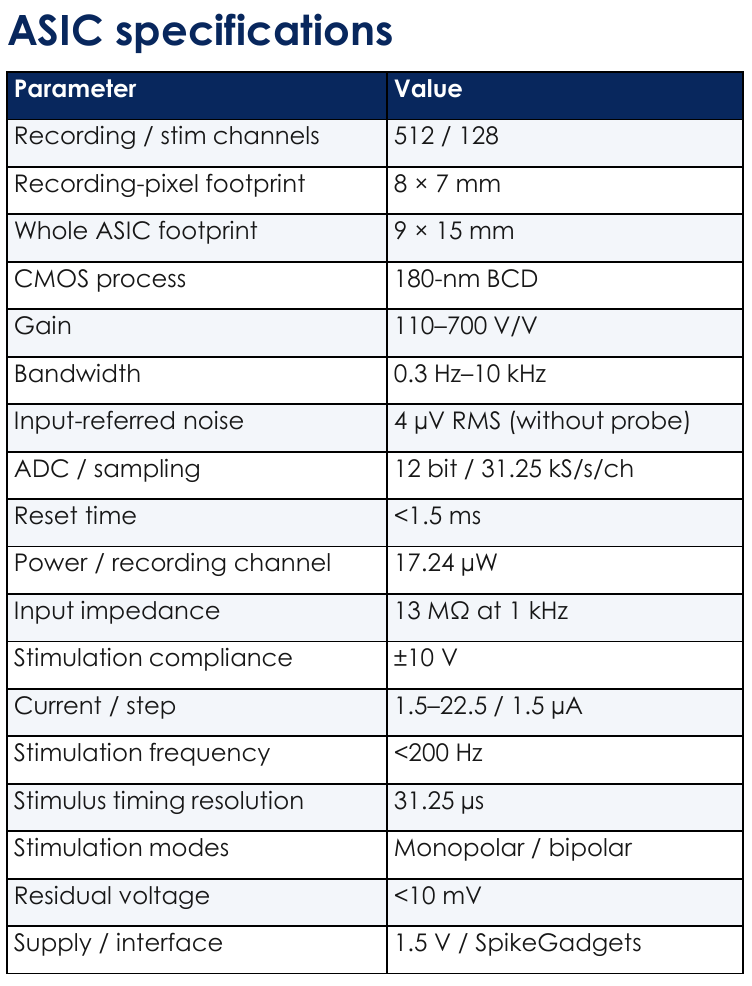 ASIC specifications
Parameter Value
Recording / stim channels 512 / 128
Recording-pixel footprint 8 × 7 mm
Whole ASIC footprint 9 × 15 mm
CMOS process 180-nm BCD
Gain 110–700 V/V
Bandwidth 0.3 Hz–10 kHz
Input-referred noise 4 µV RMS (without probe)
ADC / sampling 12 bit / 31.25 kS/s/ch
Reset time <1.5 ms
Power / recording channel 17.24 µW
Input impedance 13 MΩ at 1 kHz
Stimulation compliance ±10 V
Current / step 1.5–22.5 / 1.5 µA
Stimulation frequency <200 Hz
Stimulus timing resolution 31.25 µs
Stimulation modes Monopolar / bipolar
Residual voltage <10 mV
Supply / interface 1.5 V / SpikeGadgets